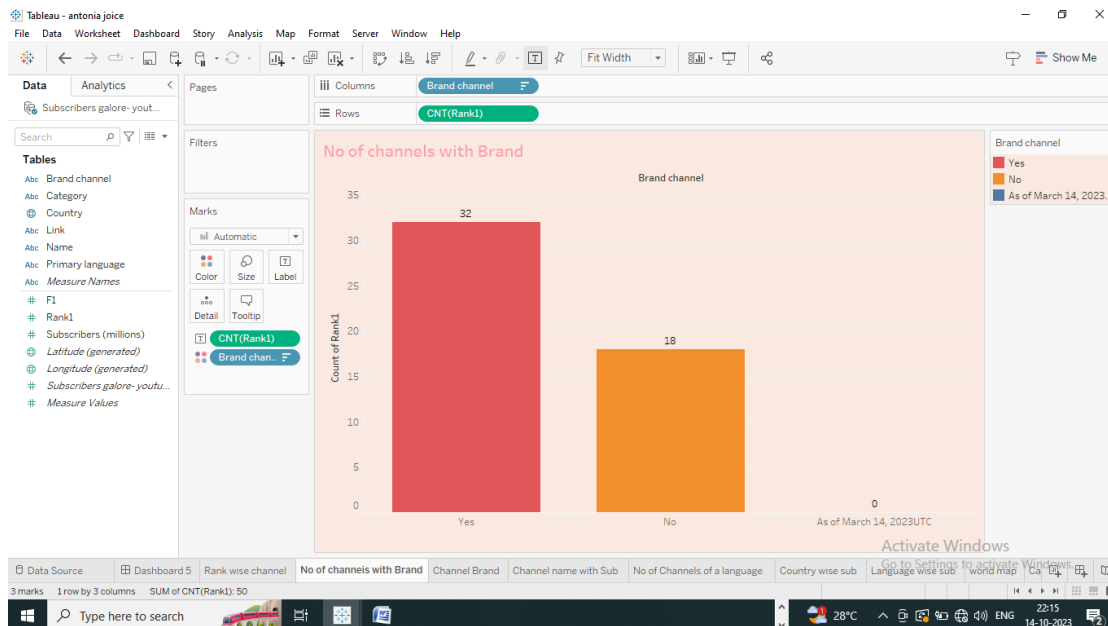 Tableau - antonia joice
File Data Worksheet Dashboard Story Analysis Map Format Server Window Help
Fit Width
Show Me
Data Analytics
Subscribers galore- yout...
Search
Tables
Abc Brand channel
Abc Category
Country
Abc Link
Abc Name
Abc Primary language
Abc Measure Names
# F1
# Rank1
# Subscribers (millions)
Latitude (generated)
Longitude (generated)
# Subscribers galore- youtu...
# Measure Values
Pages
Filters
Marks
Automatic
Color Size Label
Detail Tooltip
CNT(Rank1)
Brand chan..
Columns Brand channel
Rows CNT(Rank1)
No of channels with Brand
Brand channel
Count of Rank1
35
30
25
20
15
10
5
0
32
18
0
Yes No As of March 14, 2023UTC
Brand channel
Yes
No
As of March 14, 2023.
Activate Windows
Go to Settings to activate Windows.
Data Source Dashboard 5 Rank wise channel No of channels with Brand Channel Brand Channel name with Sub No of Channels of a language Country wise sub Language wise sub world map Ca
3 marks 1 row by 3 columns SUM of CNT(Rank1): 50
Type here to search
28°C
ENG
22:15
14-10-2023
2